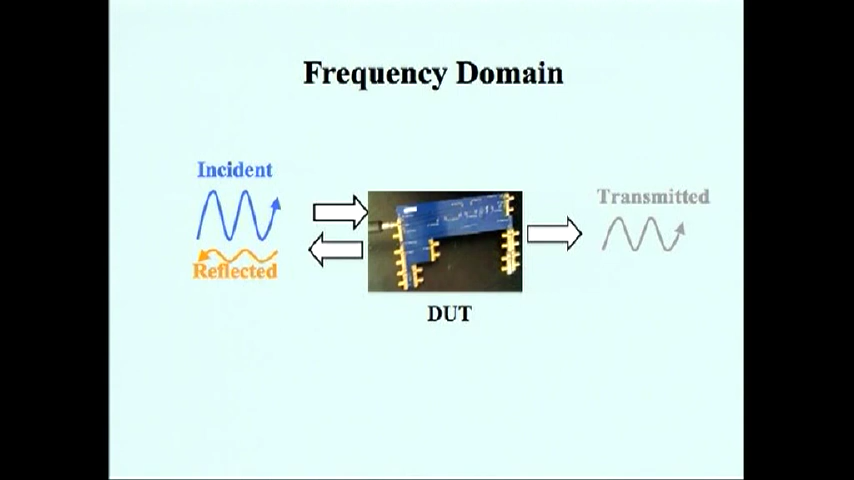 Frequency Domain
Incident
Transmitted
Reflected
DUT